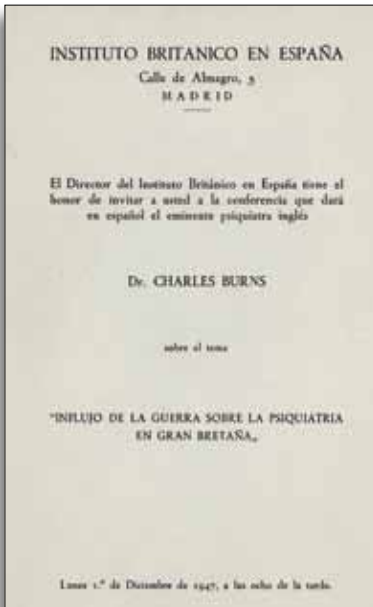 INSTITUTO BRITANICO EN ESPAÑA
Calle de Almagro, 5
MADRID
El Director del Instituto Británico en España tiene el
honor de invitar a usted a la conferencia que dará
en español el eminente psiquiatra inglés
Dr. CHARLES BURNS
sobre el tema
"INFLUJO DE LA GUERRA SOBRE LA PSIQUIATRIA
EN GRAN BRETAÑA„
Lunes 1.º de Diciembre de 1947, a las ocho de la tarde.